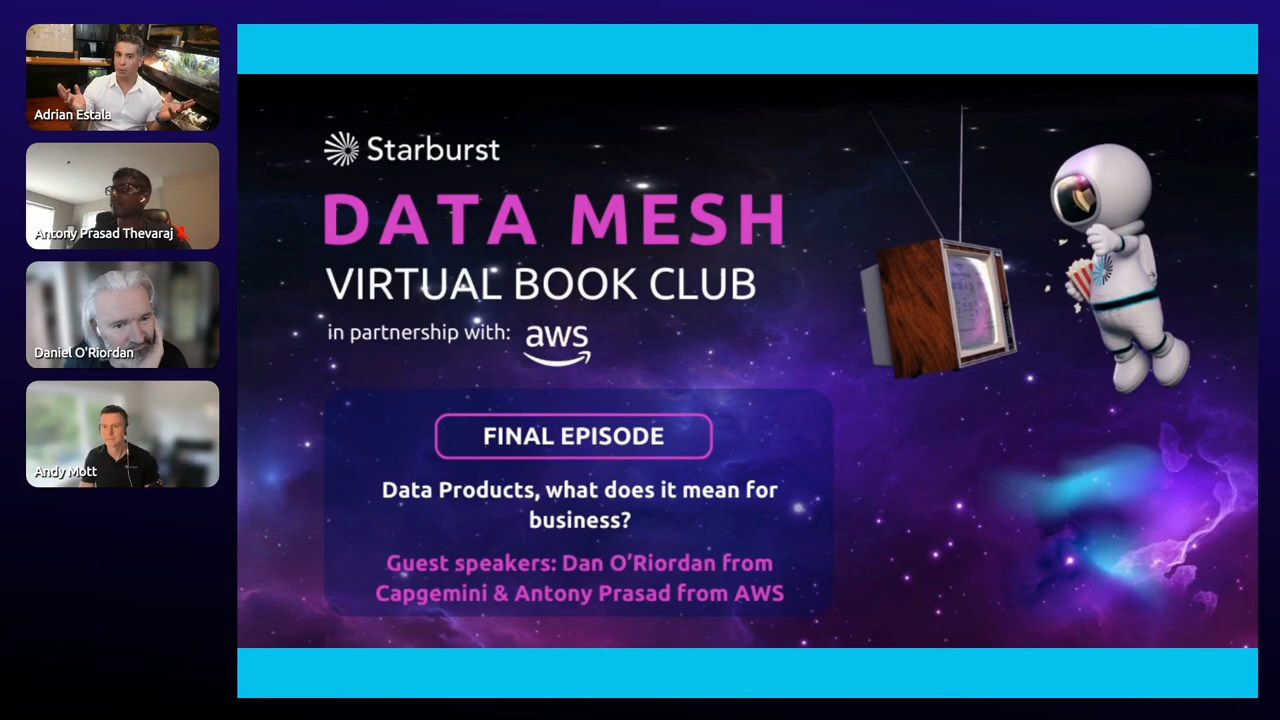 Adrian Estala
Antony Prasad Thevaraj
Daniel O'Riordan
Andy Mott
Starburst
DATA MESH
VIRTUAL BOOK CLUB
in partnership with: aws
FINAL EPISODE
Data Products, what does it mean for
business?
Guest speakers: Dan O’Riordan from
Capgemini & Antony Prasad from AWS